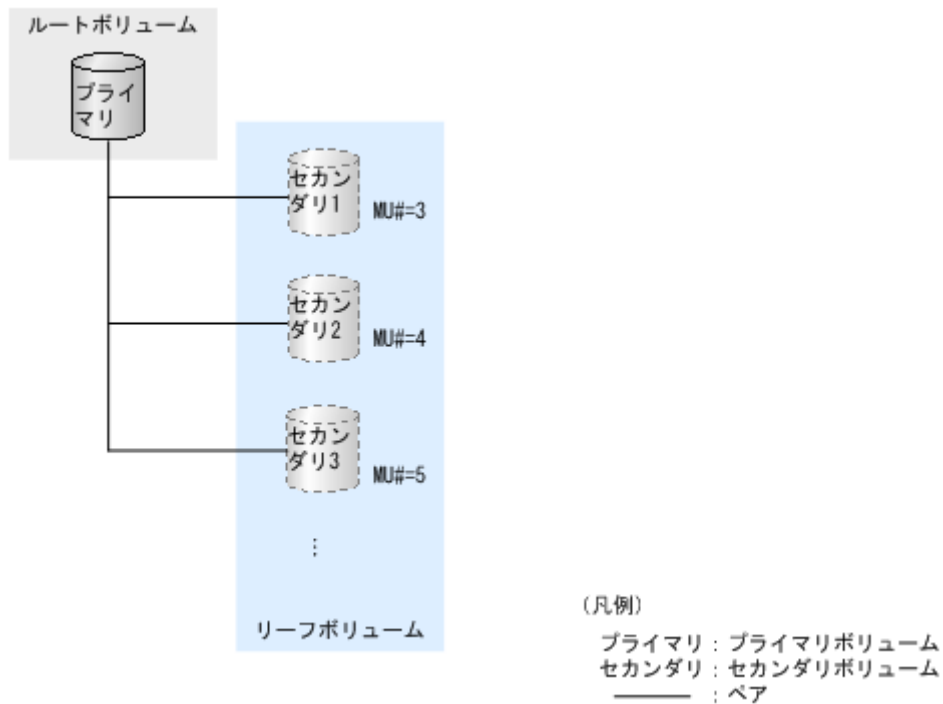 ルートボリューム
プライ
マリ
セカン
ダリ1
MU#=3
セカン
ダリ2
MU#=4
セカン
ダリ3
MU#=5
⋮
リーフボリューム
(凡例)
プライマリ : プライマリボリューム
セカンダリ : セカンダリボリューム
: ペア